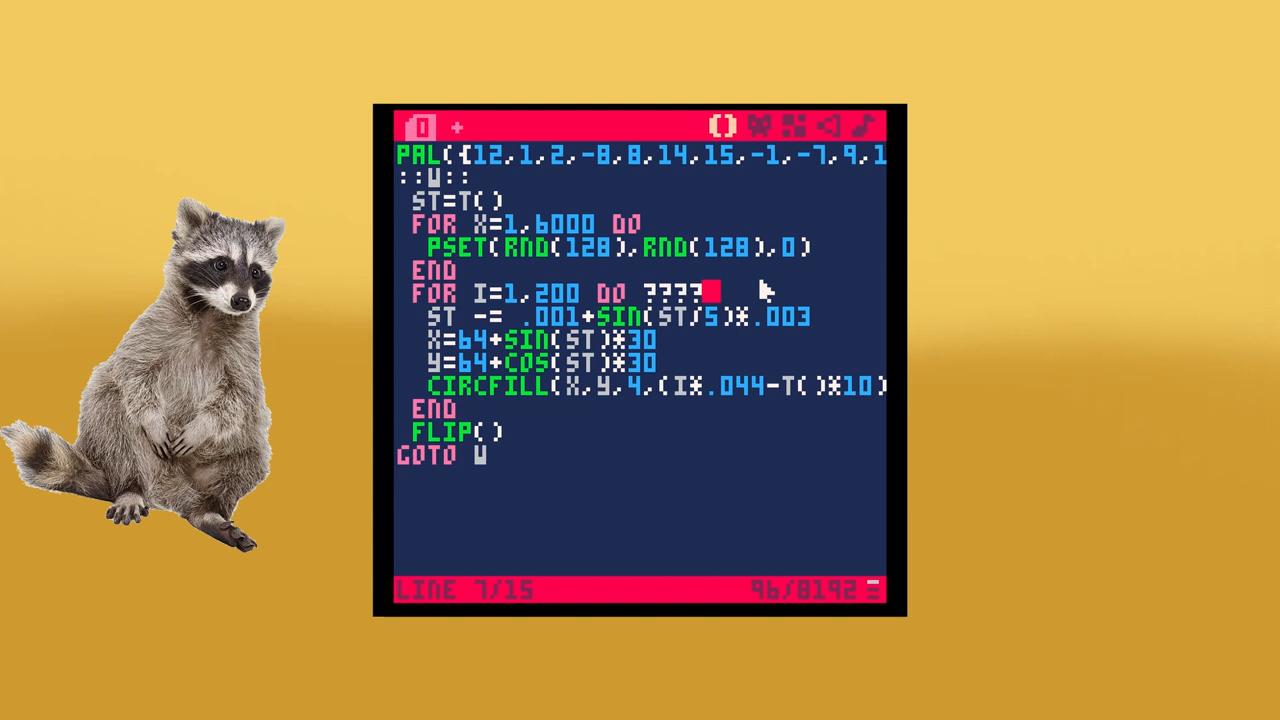 0 +
PAL({12,1,2,-8,8,14,15,-1,-7,9,1
::W::
ST=T()
FOR X=1,6000 DO
PSET(RND(128),RND(128),0)
END
FOR I=1,200 DO ????
ST -= .001+SIN(ST/5)*.003
X=64+SIN(ST)*30
Y=64+COS(ST)*30
CIRCFILL(X,Y,4,(I*.044-T()*10)
END
FLIP()
GOTO W
LINE 7/15 96/8192